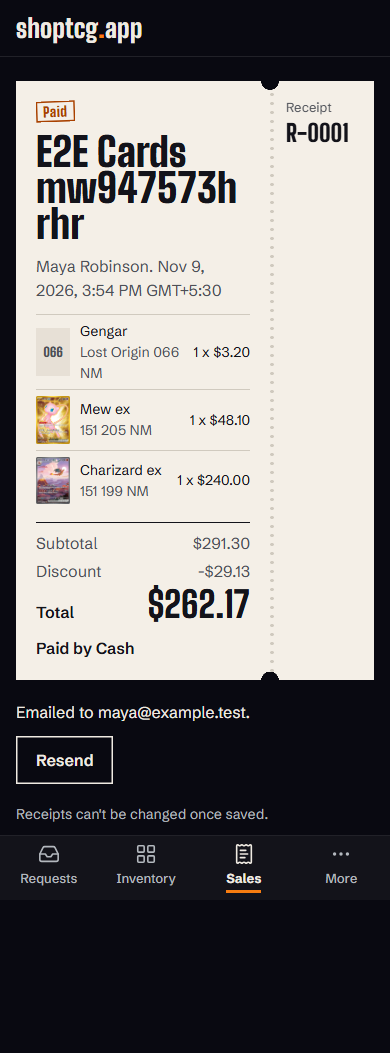 shoptcg.app
Paid
E2E Cards
mw947573h
rhr
Maya Robinson. Nov 9,
2026, 3:54 PM GMT+5:30
Receipt
R-0001
066
Gengar
Lost Origin 066
NM
1 x $3.20
Mew ex
151 205 NM
1 x $48.10
Charizard ex
151 199 NM
1 x $240.00
Subtotal $291.30
Discount -$29.13
Total $262.17
Paid by Cash
Emailed to maya@example.test.
Resend
Receipts can't be changed once saved.
Requests Inventory Sales More